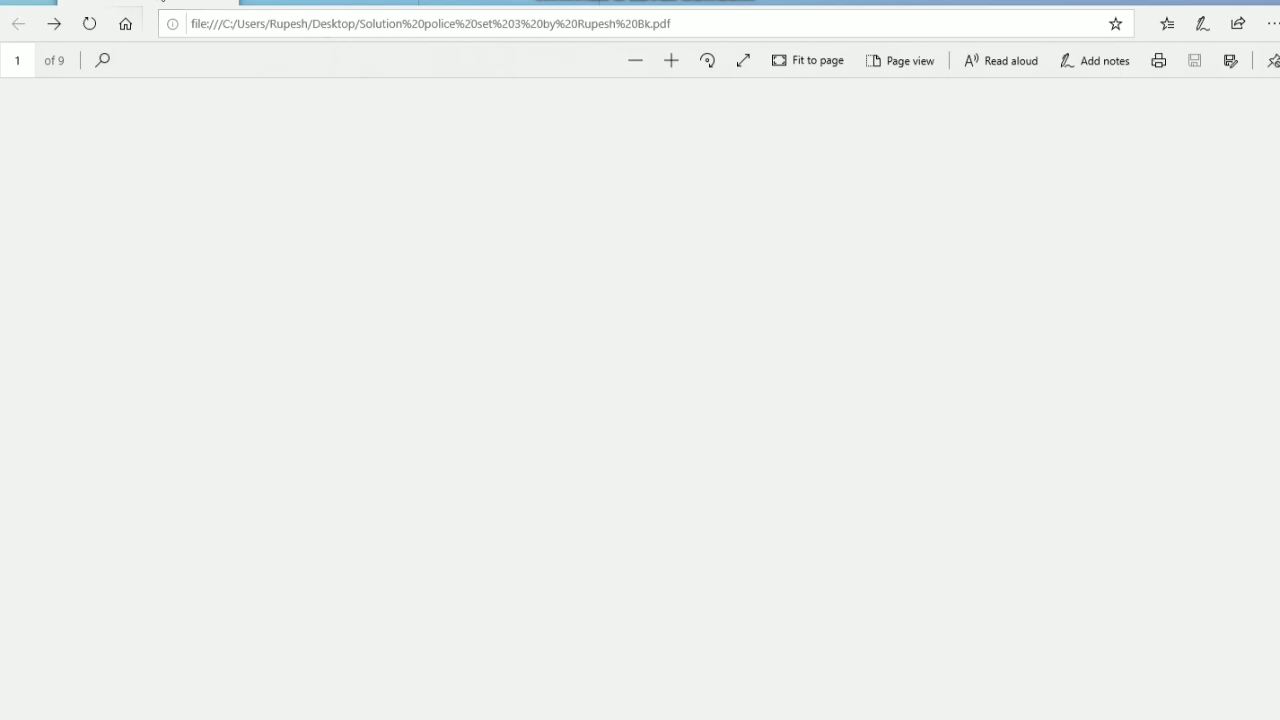 file:///C:/Users/Rupesh/Desktop/Solution%20police%20set%203%20by%20Rupesh%20Bk.pdf
1 of 9 Fit to page Page view Read aloud Add notes